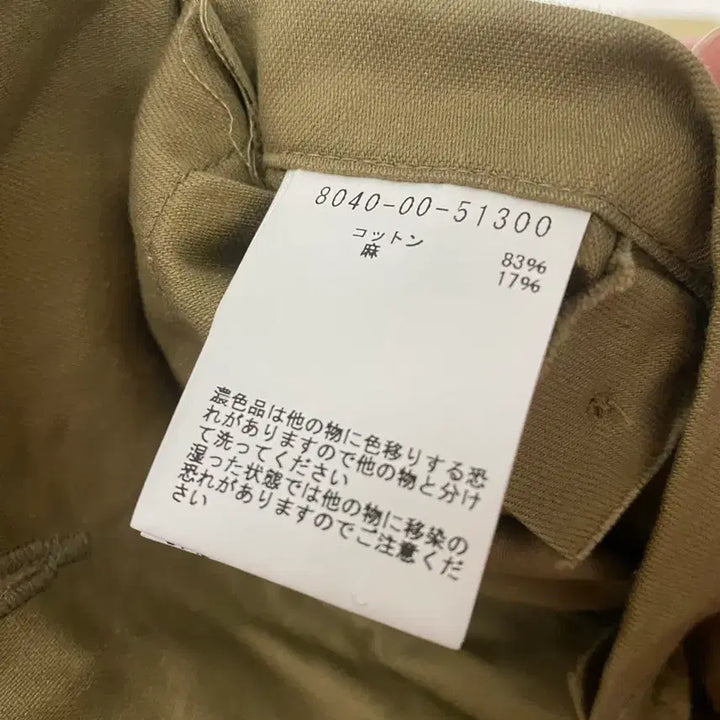 8040-00-51300
コットン 83%
麻 17%
濃色品は他の物に色移りする恐
れがありますので他の物と分け
て洗ってください
湿った状態では他の物に移染の
恐れがありますのでご注意くだ
さい